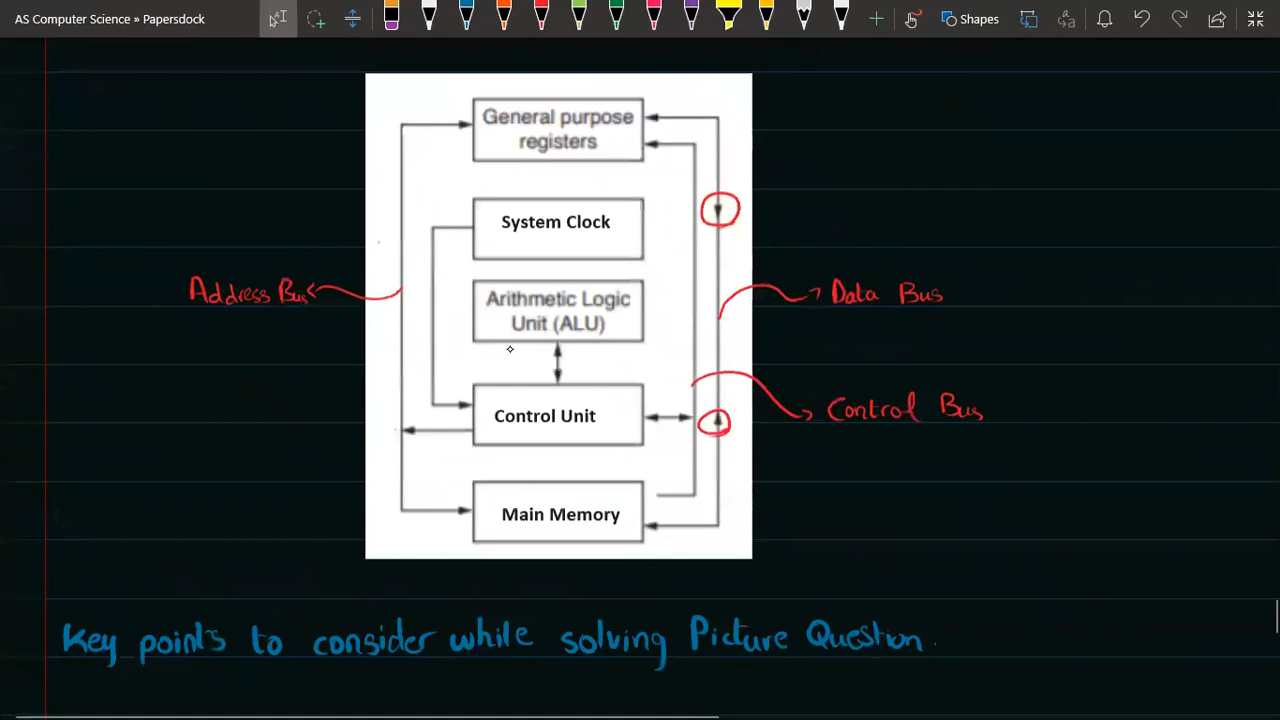 AS Computer Science » Papersdock
Shapes
General purpose
registers
System Clock
Address Bus
Arithmetic Logic
Unit (ALU)
Data Bus
Control Unit
Control Bus
Main Memory
Key points to consider while solving Picture Question.